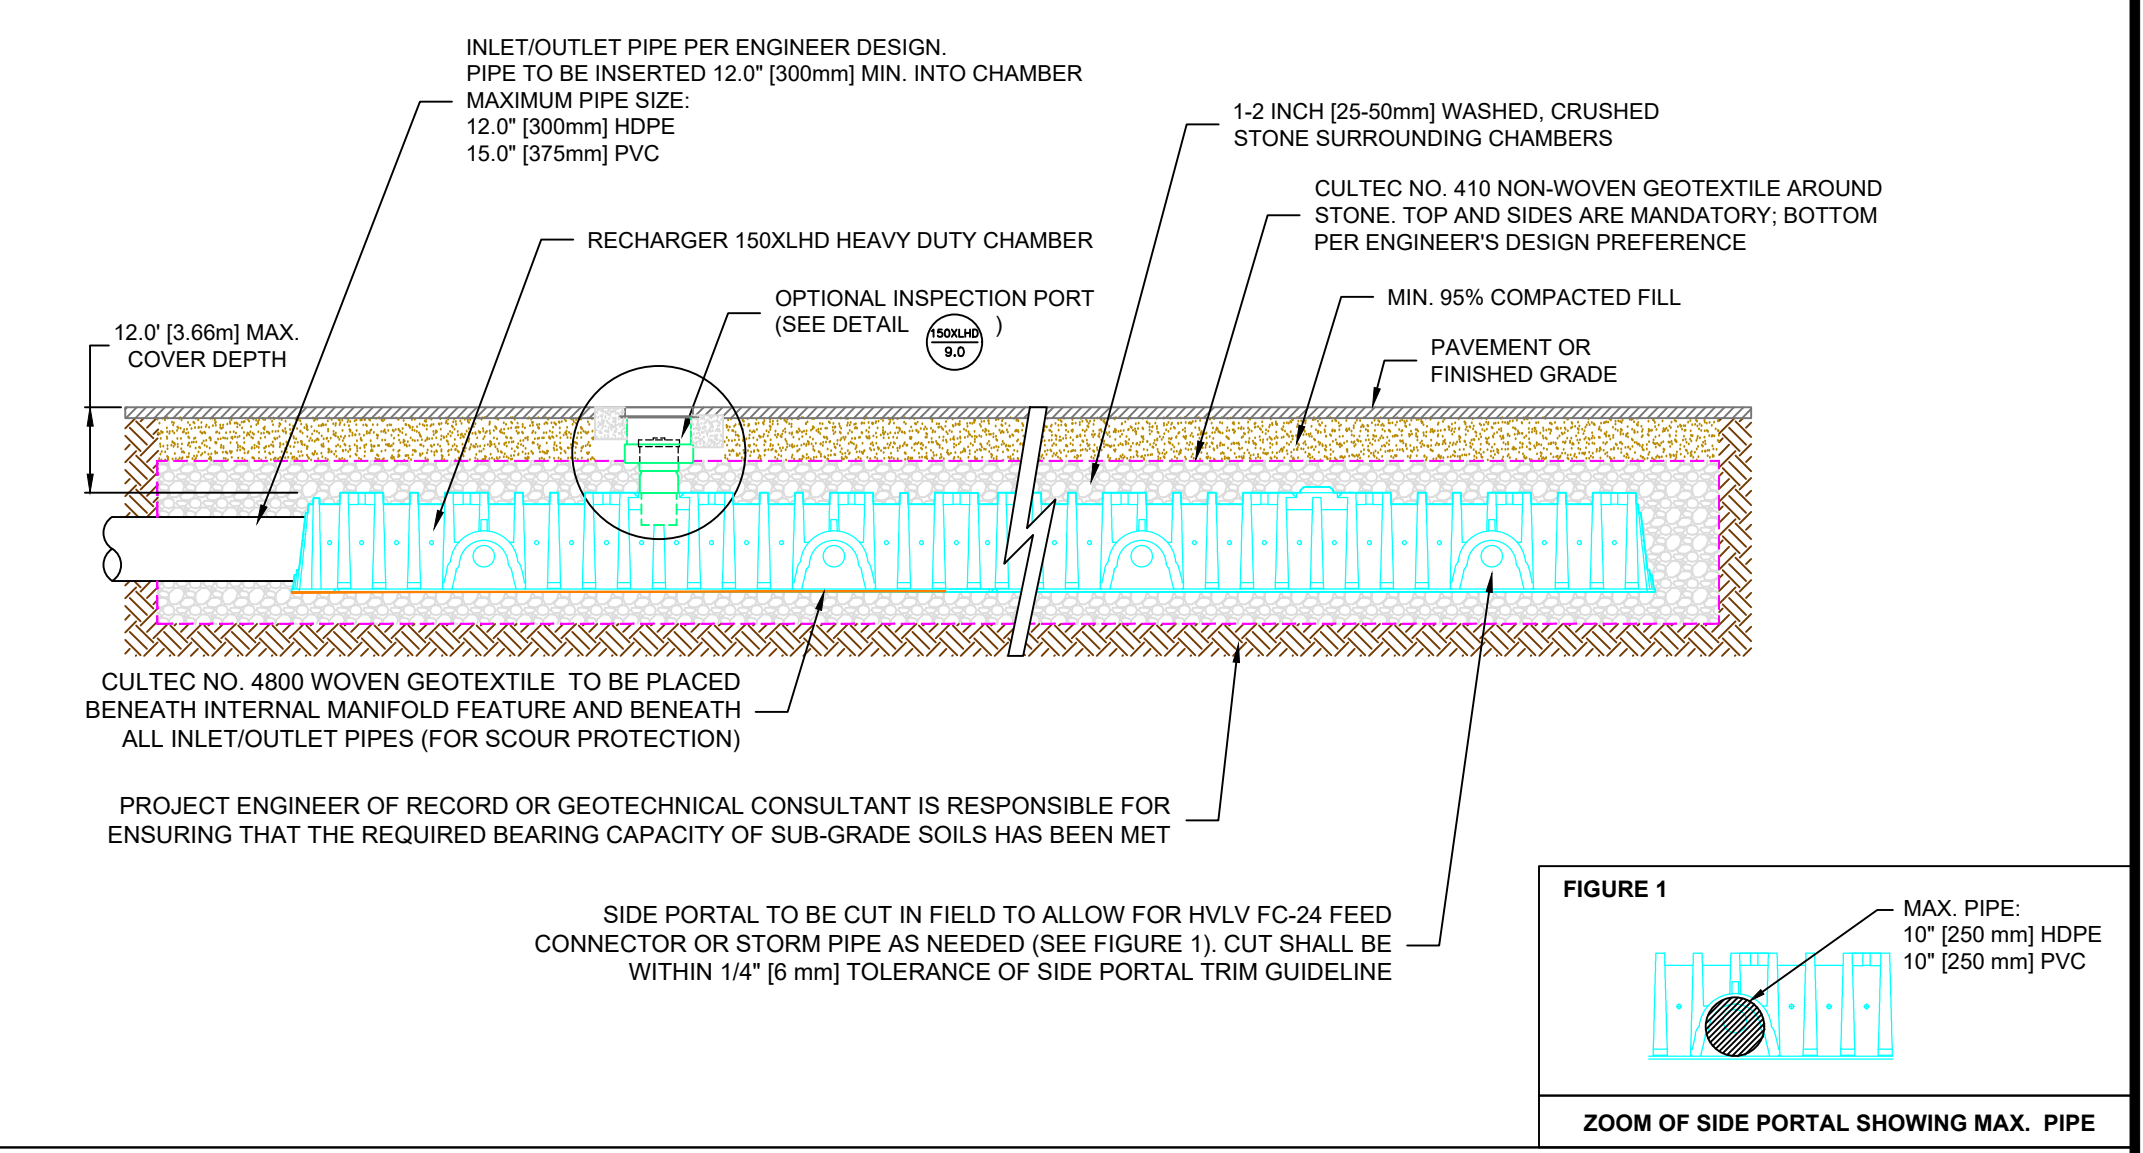 INLET/OUTLET PIPE PER ENGINEER DESIGN.
PIPE TO BE INSERTED 12.0" [300mm] MIN. INTO CHAMBER
MAXIMUM PIPE SIZE:
12.0" [300mm] HDPE
15.0" [375mm] PVC
1-2 INCH [25-50mm] WASHED, CRUSHED
STONE SURROUNDING CHAMBERS
CULTEC NO. 410 NON-WOVEN GEOTEXTILE AROUND
STONE. TOP AND SIDES ARE MANDATORY; BOTTOM
PER ENGINEER'S DESIGN PREFERENCE
RECHARGER 150XLHD HEAVY DUTY CHAMBER
OPTIONAL INSPECTION PORT
(SEE DETAIL 150XLHD 9.0 )
MIN. 95% COMPACTED FILL
12.0' [3.66m] MAX.
COVER DEPTH
PAVEMENT OR
FINISHED GRADE
CULTEC NO. 4800 WOVEN GEOTEXTILE TO BE PLACED
BENEATH INTERNAL MANIFOLD FEATURE AND BENEATH
ALL INLET/OUTLET PIPES (FOR SCOUR PROTECTION)
PROJECT ENGINEER OF RECORD OR GEOTECHNICAL CONSULTANT IS RESPONSIBLE FOR
ENSURING THAT THE REQUIRED BEARING CAPACITY OF SUB-GRADE SOILS HAS BEEN MET
SIDE PORTAL TO BE CUT IN FIELD TO ALLOW FOR HVLV FC-24 FEED
CONNECTOR OR STORM PIPE AS NEEDED (SEE FIGURE 1). CUT SHALL BE
WITHIN 1/4" [6 mm] TOLERANCE OF SIDE PORTAL TRIM GUIDELINE
FIGURE 1
MAX. PIPE:
10" [250 mm] HDPE
10" [250 mm] PVC
ZOOM OF SIDE PORTAL SHOWING MAX. PIPE